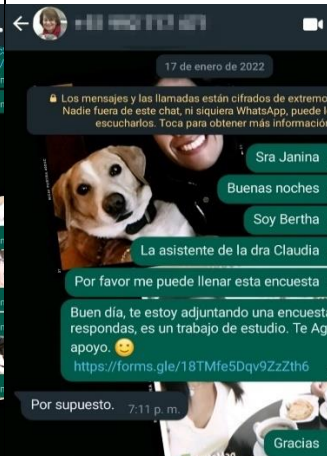 17 de enero de 2022
Los mensajes y las llamadas están cifrados de extremo
Nadie fuera de este chat, ni siquiera WhatsApp, puede
escucharlos. Toca para obtener más información
Sra Janina
Buenas noches
Soy Bertha
La asistente de la dra Claudia
Por favor me puede llenar esta encuesta
Buen día, te estoy adjuntando una encuesta
respondas, es un trabajo de estudio. Te Ag
apoyo. 🙂
https://forms.gle/18TMfe5Dqv9ZzZth6
Por supuesto. 7:11 p. m.
Gracias